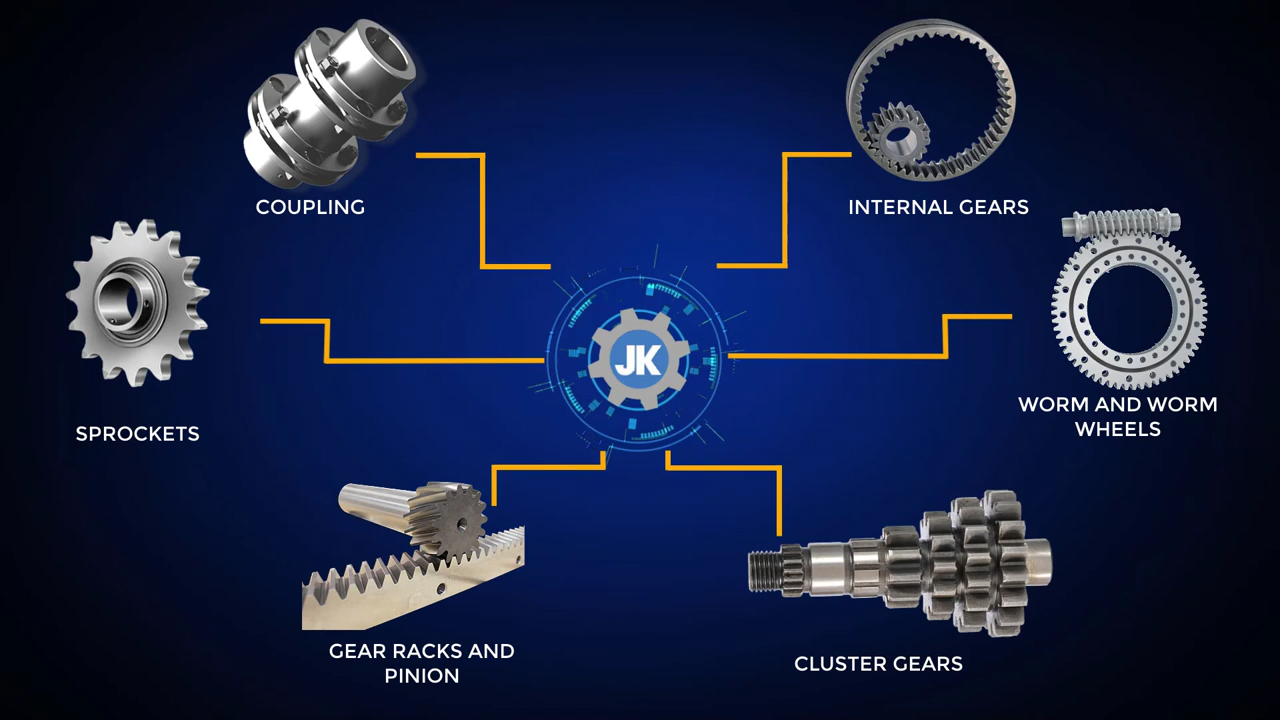 COUPLING
INTERNAL GEARS
SPROCKETS
JK
WORM AND WORM
WHEELS
GEAR RACKS AND
PINION
CLUSTER GEARS